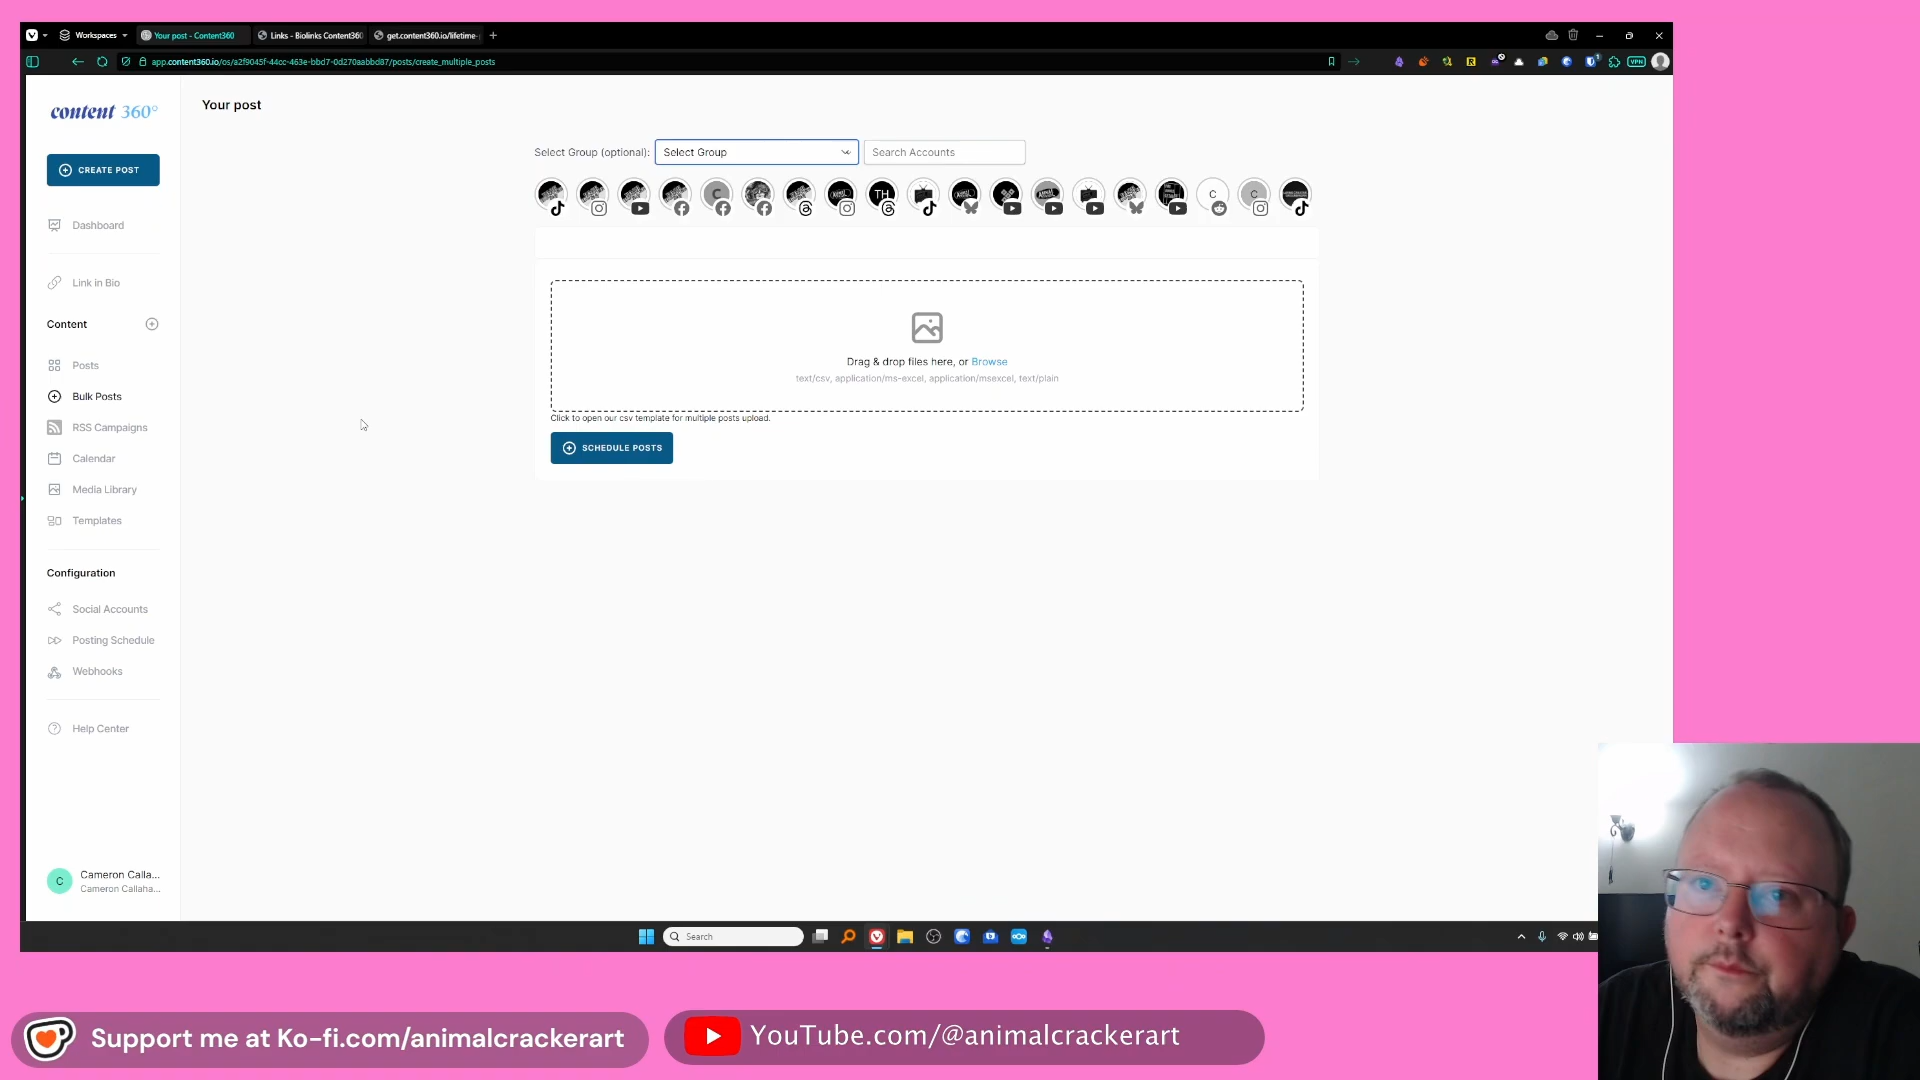 Workspaces
Your post - Content360
Links - Biolinks Content360
get.content360.io/lifetime-
app.content360.io/os/a2f9045f-44cc-463e-bbd7-0d270aabbd87/posts/create_multiple_posts
VPN
content 360°
Your post
CREATE POST
Select Group (optional):
Select Group
Search Accounts
C
TH
C
C
Dashboard
Link in Bio
Content
Drag & drop files here, or Browse
text/csv, application/ms-excel, application/msexcel, text/plain
Click to open our csv template for multiple posts upload.
SCHEDULE POSTS
Posts
Bulk Posts
RSS Campaigns
Calendar
Media Library
Templates
Configuration
Social Accounts
Posting Schedule
Webhooks
Help Center
C
Cameron Calla...
Cameron Callaha...
Search
Support me at Ko-fi.com/animalcrackerart
YouTube.com/@animalcrackerart